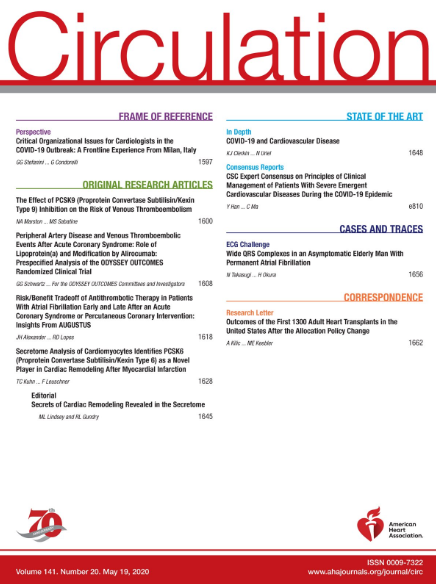 Circulation
FRAME OF REFERENCE
Perspective
Critical Organizational Issues for Cardiologists in the
COVID-19 Outbreak: A Frontline Experience From Milan, Italy
GG Stefanini ... G Condorelli 1597
ORIGINAL RESEARCH ARTICLES
The Effect of PCSK9 (Proprotein Convertase Subtilisin/Kexin
Type 9) Inhibition on the Risk of Venous Thromboembolism
NA Marston ... MS Sabatine 1600
Peripheral Artery Disease and Venous Thromboembolic
Events After Acute Coronary Syndrome: Role of
Lipoprotein(a) and Modification by Alirocumab:
Prespecified Analysis of the ODYSSEY OUTCOMES
Randomized Clinical Trial
GG Schwartz ... For the ODYSSEY OUTCOMES Committees and Investigators 1608
Risk/Benefit Tradeoff of Antithrombotic Therapy in Patients
With Atrial Fibrillation Early and Late After an Acute
Coronary Syndrome or Percutaneous Coronary Intervention:
Insights From AUGUSTUS
JH Alexander ... RD Lopes 1618
Secretome Analysis of Cardiomyocytes Identifies PCSK6
(Proprotein Convertase Subtilisin/Kexin Type 6) as a Novel
Player in Cardiac Remodeling After Myocardial Infarction
TC Kuhn ... F Leuschner 1628
Editorial
Secrets of Cardiac Remodeling Revealed in the Secretome
ML Lindsey and RL Gundry 1645
STATE OF THE ART
In Depth
COVID-19 and Cardiovascular Disease
KJ Clerkin ... N Uriel 1648
Consensus Reports
CSC Expert Consensus on Principles of Clinical
Management of Patients With Severe Emergent
Cardiovascular Diseases During the COVID-19 Epidemic
Y Han ... C Ma e810
CASES AND TRACES
ECG Challenge
Wide QRS Complexes in an Asymptomatic Elderly Man With
Permanent Atrial Fibrillation
N Takasugi ... H Okura 1656
CORRESPONDENCE
Research Letter
Outcomes of the First 1300 Adult Heart Transplants in the
United States After the Allocation Policy Change
A Kilic ... ME Keebler 1662
70th
American
Heart
Association.
ISSN 0009-7322
Volume 141. Number 20. May 19, 2020
www.ahajournals.org/journal/circ